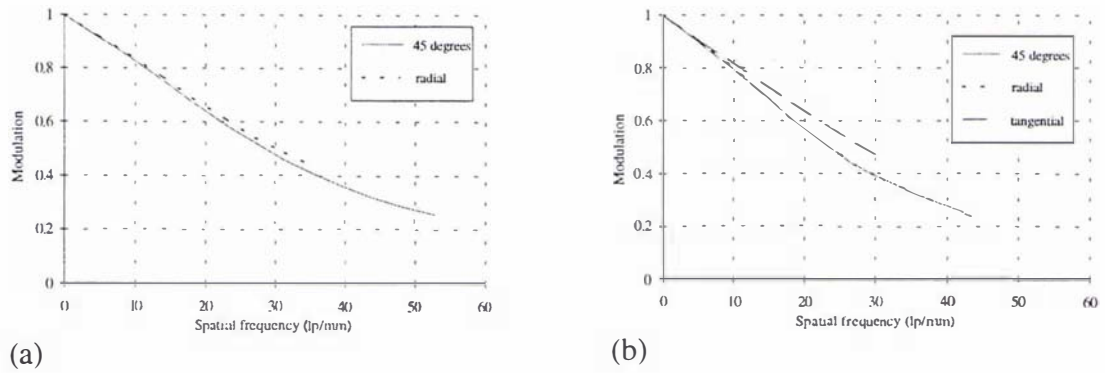 1
0.8
0.6
0.4
0.2
0
Modulation
0 10 20 30 40 50 60
Spatial frequency (lp/mm)
45 degrees
radial
(a)
1
0.8
0.6
0.4
0.2
0
Modulation
0 10 20 30 40 50 60
Spatial frequency (lp/mm)
45 degrees
radial
tangential
(b)